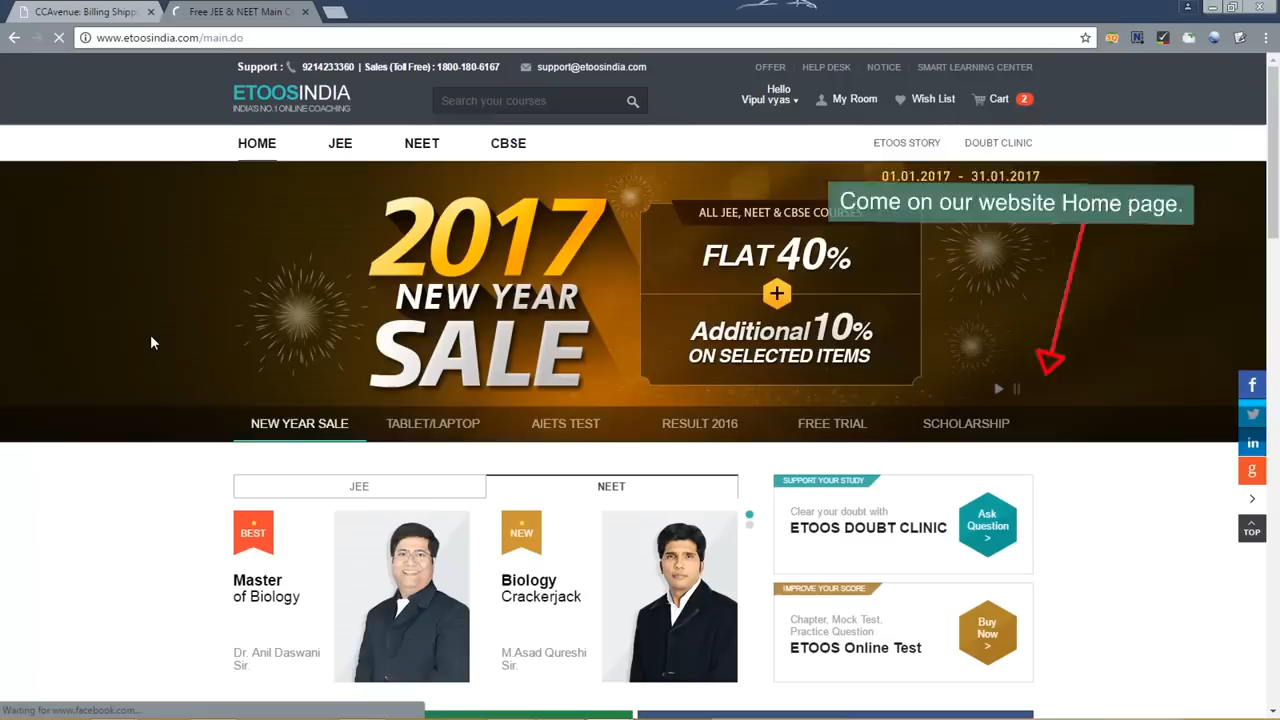 CCAvenue: Billing Shipp
Free JEE & NEET Main C
www.etoosindia.com/main.do
Support : 9214233360 | Sales (Toll Free) : 1800-180-6167 support@etoosindia.com
OFFER HELP DESK NOTICE SMART LEARNING CENTER
ETOOSINDIA
INDIA'S NO.1 ONLINE COACHING
Search your courses
Hello
Vipul vyas
My Room
Wish List
Cart 2
HOME JEE NEET CBSE
ETOOS STORY DOUBT CLINIC
01.01.2017 - 31.01.2017
Come on our website Home page.
2017
NEW YEAR
SALE
ALL JEE, NEET & CBSE COURSES
FLAT 40%
+
Additional 10%
ON SELECTED ITEMS
NEW YEAR SALE TABLET/LAPTOP AIETS TEST RESULT 2016 FREE TRIAL SCHOLARSHIP
JEE NEET
BEST
Master
of Biology
Dr. Anil Daswani
Sir.
NEW
Biology
Crackerjack
M.Asad Qureshi
Sir.
SUPPORT YOUR STUDY
Clear your doubt with
ETOOS DOUBT CLINIC
Ask
Question
>
IMPROVE YOUR SCORE
Chapter, Mock Test,
Practice Question
ETOOS Online Test
Buy
Now
>
TOP
Waiting for www.facebook.com...